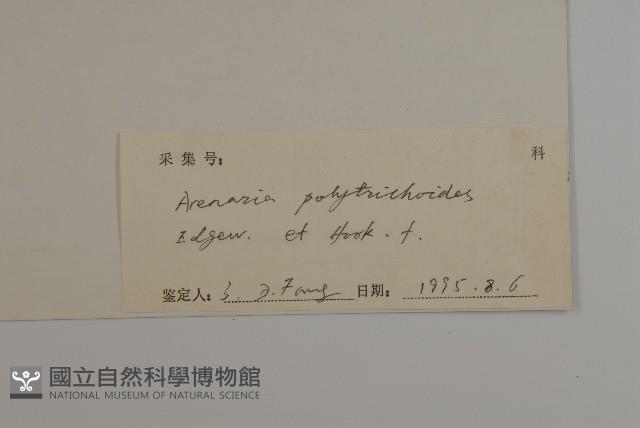 采集号: 科
Arenaria polytrichoides
Edgew. et Hook. f.
鉴定人: D. Fang 日期: 1995.8.6
國立自然科學博物館
NATIONAL MUSEUM OF NATURAL SCIENCE